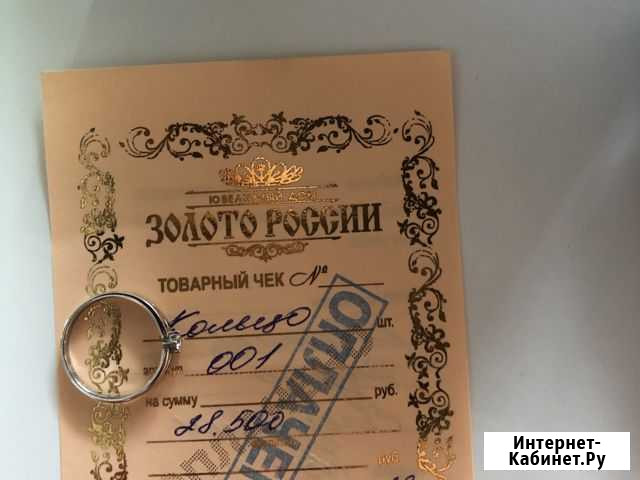 ЮВЕЛИРНЫЙ ДОМ
ЗОЛОТО РОССИИ
ТОВАРНЫЙ ЧЕК №
Кольцо шт.
001
на сумму руб.
28.500
руб.
ОПЛАЧЕНО
Интернет-
Кабинет.Ру